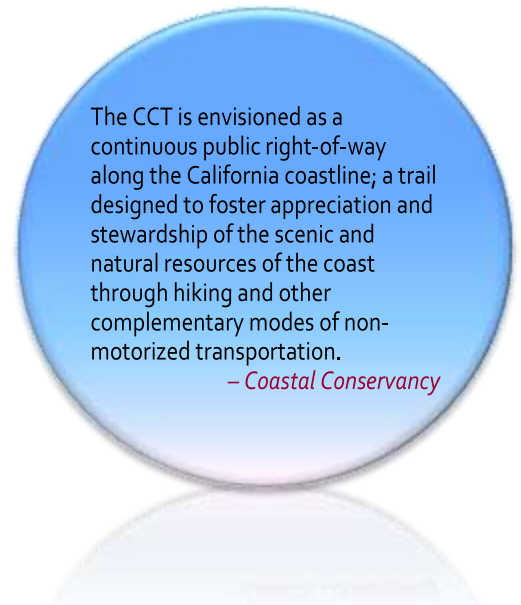 The CCT is envisioned as a
continuous public right-of-way
along the California coastline; a trail
designed to foster appreciation and
stewardship of the scenic and
natural resources of the coast
through hiking and other
complementary modes of non-
motorized transportation.
– Coastal Conservancy